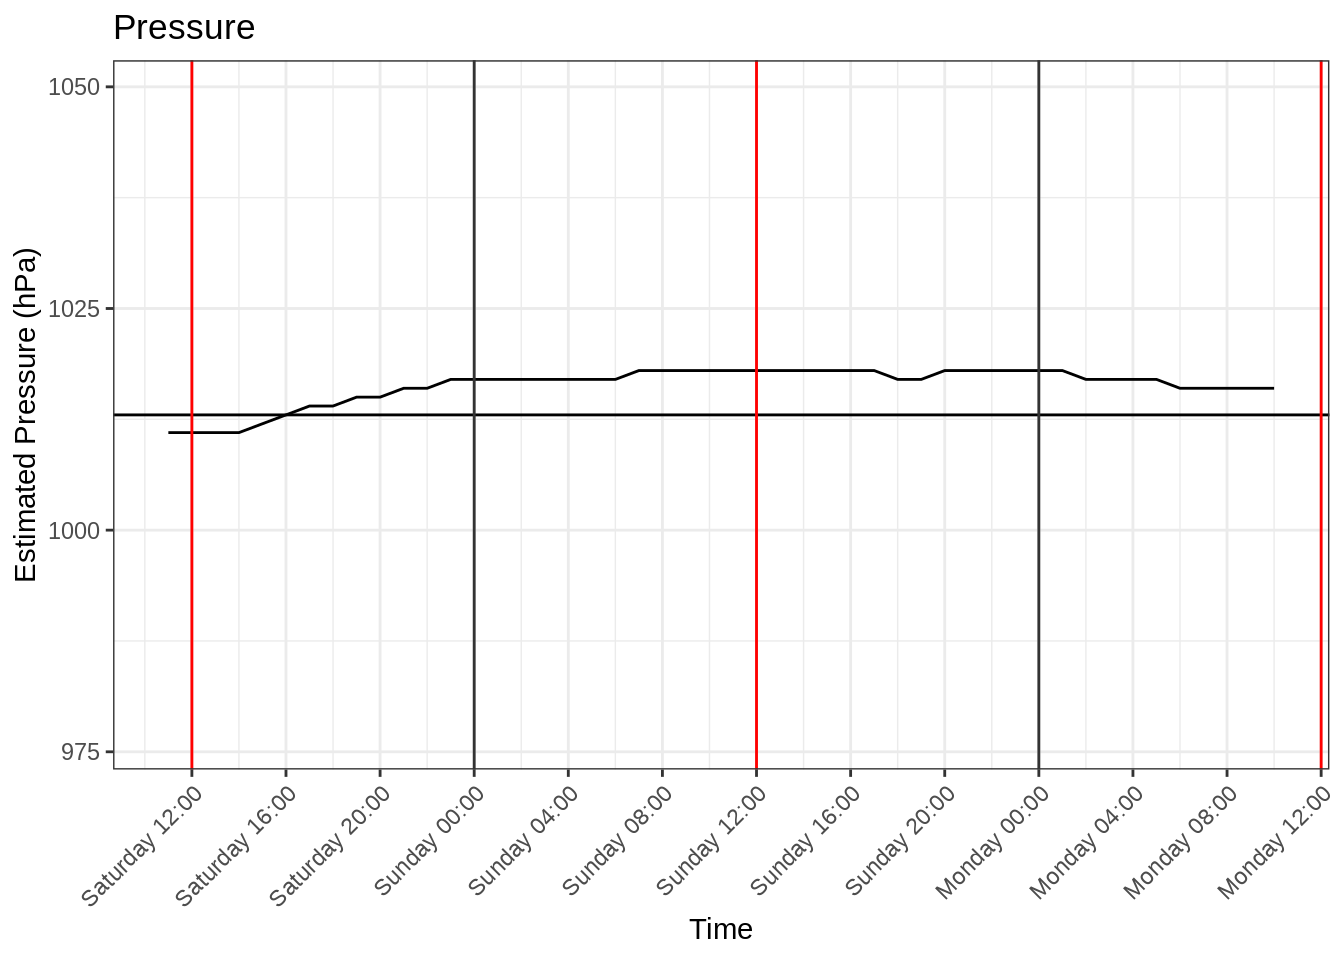 Pressure
Estimated Pressure (hPa)
1050
1025
1000
975
Saturday 12:00
Saturday 16:00
Saturday 20:00
Sunday 00:00
Sunday 04:00
Sunday 08:00
Sunday 12:00
Sunday 16:00
Sunday 20:00
Monday 00:00
Monday 04:00
Monday 08:00
Monday 12:00
Time